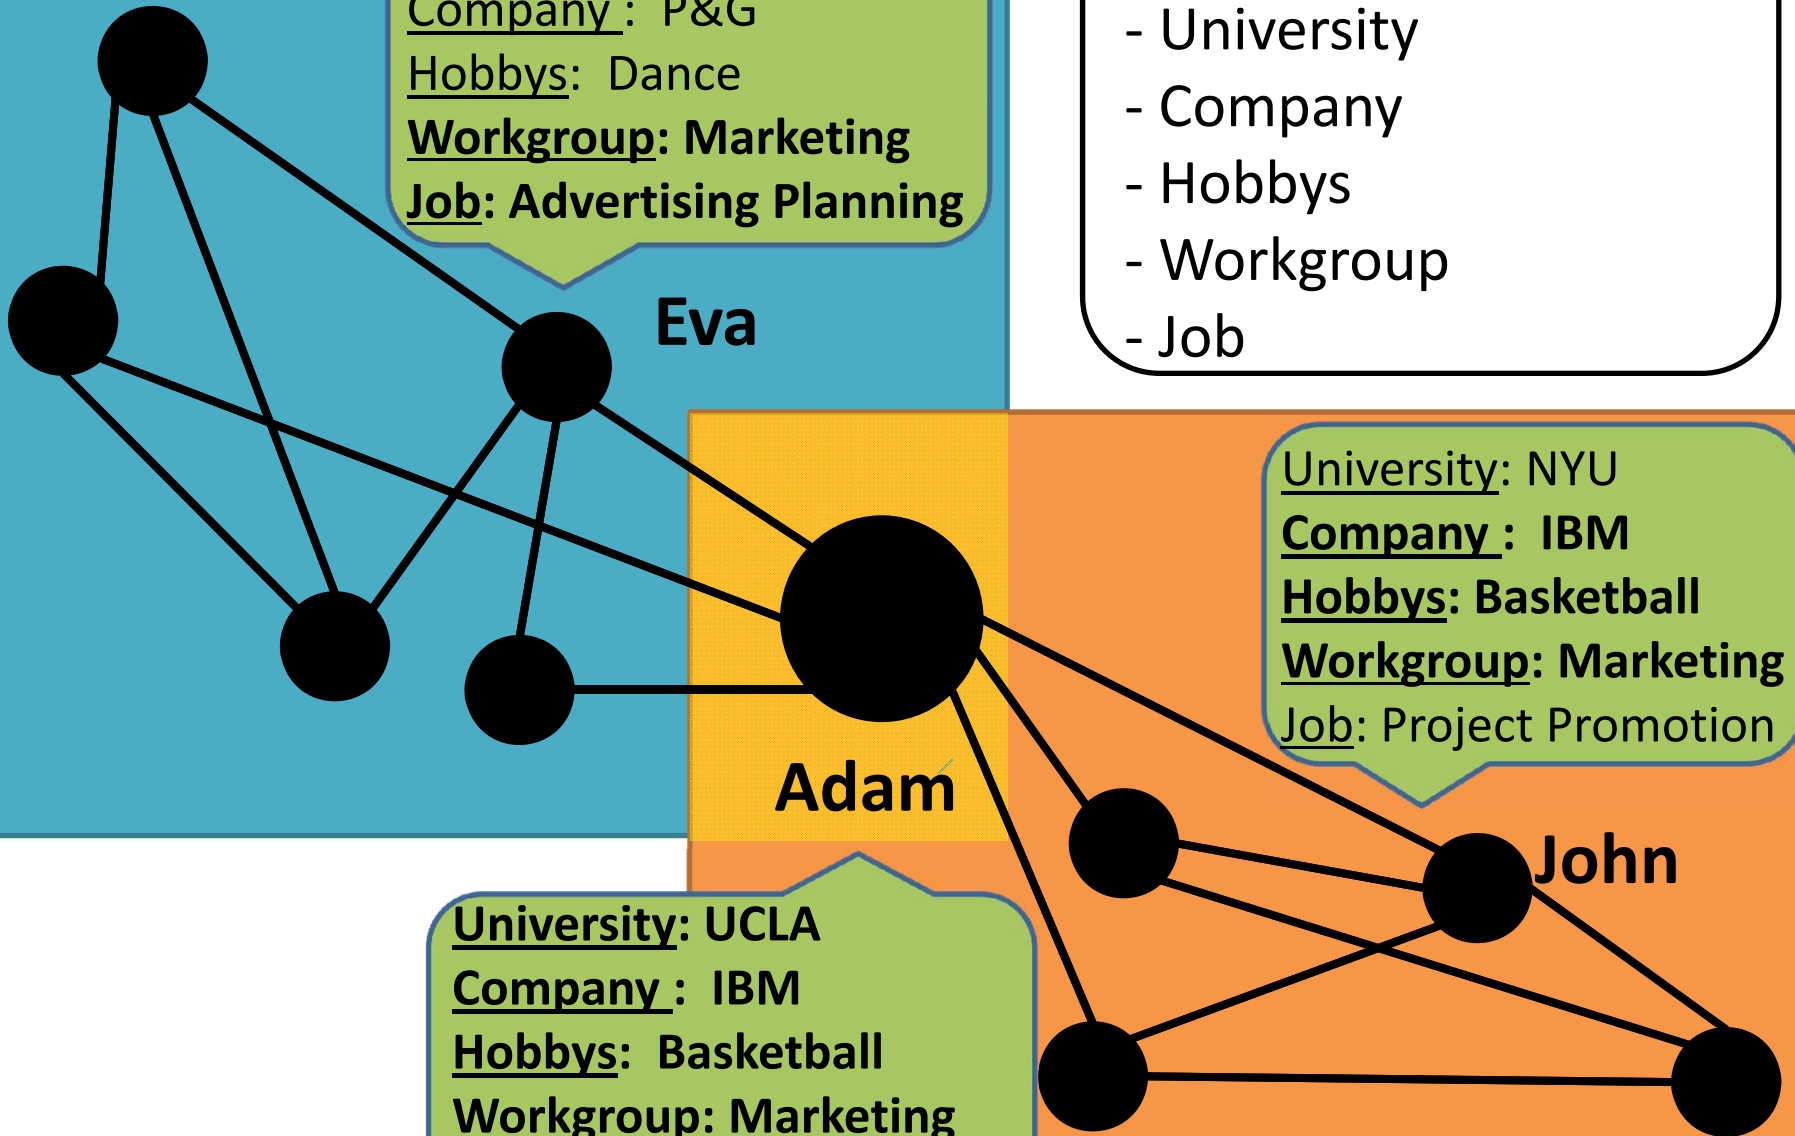 Company : P&G
Hobbys: Dance
Workgroup: Marketing
Job: Advertising Planning
- University
- Company
- Hobbys
- Workgroup
- Job
Eva
University: NYU
Company : IBM
Hobbys: Basketball
Workgroup: Marketing
Job: Project Promotion
Adam
John
University: UCLA
Company : IBM
Hobbys: Basketball
Workgroup: Marketing